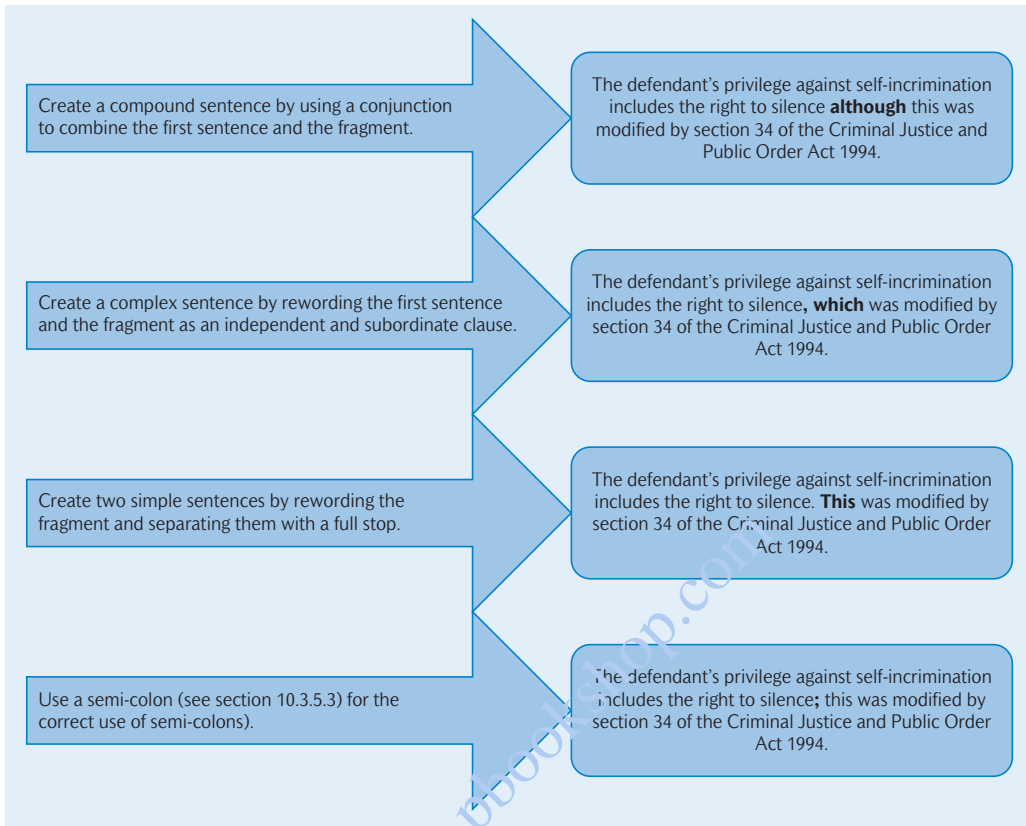 Create a compound sentence by using a conjunction
to combine the first sentence and the fragment.
The defendant’s privilege against self-incrimination
includes the right to silence although this was
modified by section 34 of the Criminal Justice and
Public Order Act 1994.
Create a complex sentence by rewording the first sentence
and the fragment as an independent and subordinate clause.
The defendant’s privilege against self-incrimination
includes the right to silence, which was modified by
section 34 of the Criminal Justice and Public Order
Act 1994.
Create two simple sentences by rewording the
fragment and separating them with a full stop.
The defendant’s privilege against self-incrimination
includes the right to silence. This was modified by
section 34 of the Criminal Justice and Public Order
Act 1994.
Use a semi-colon (see section 10.3.5.3) for the
correct use of semi-colons).
The defendant’s privilege against self-incrimination
includes the right to silence; this was modified by
section 34 of the Criminal Justice and Public Order
Act 1994.
pbookshop.com